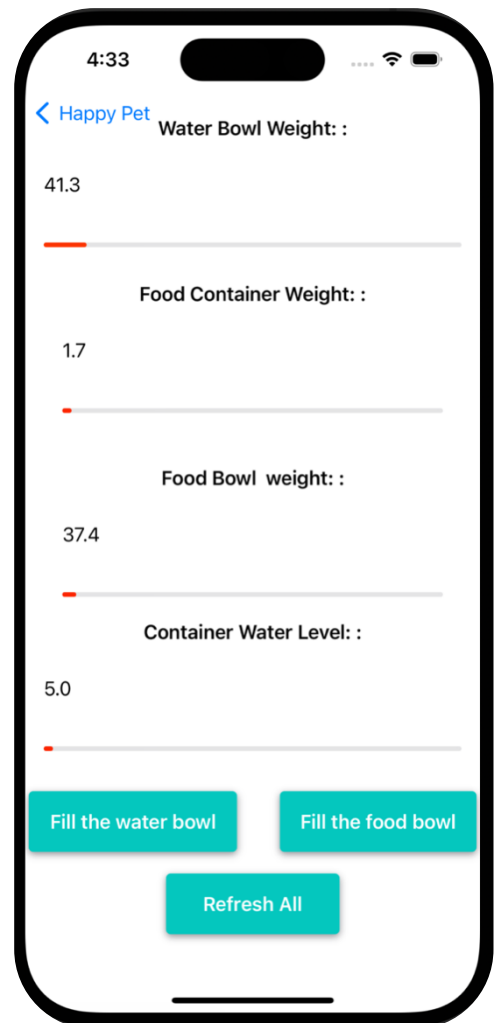 4:33
Happy Pet
Water Bowl Weight: :
41.3
Food Container Weight: :
1.7
Food Bowl  weight: :
37.4
Container Water Level: :
5.0
Fill the water bowl
Fill the food bowl
Refresh All